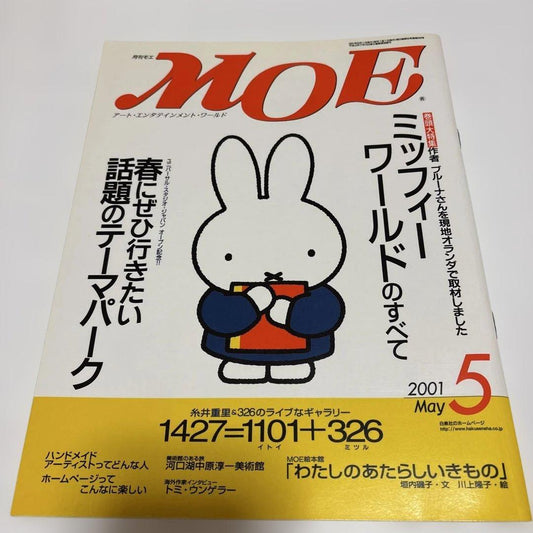 月刊モエ
MOE
アート・エンタテインメント・ワールド
巻頭大特集
作者 ブルーナさんを現地オランダで取材しました
ミッフィー
ワールドのすべて
ユニバーサル・スタジオ・ジャパン オープン記念!!
春にぜひ行きたい
話題のテーマパーク
2001
May
5
白泉社のホームページ
http://www.hakusensha.co.jp
糸井重里&326のライブなギャラリー
1427=1101+326
イトイ ミツル
ハンドメイド
アーティストってどんな人
ホームページって
こんなに楽しい
美術館のある旅
河口湖中原淳一美術館
海外作家インタビュー
トミ・ウンゲラー
MOE絵本館
「わたしのあたらしいきもの」
垣内磯子・文 川上隆子・絵